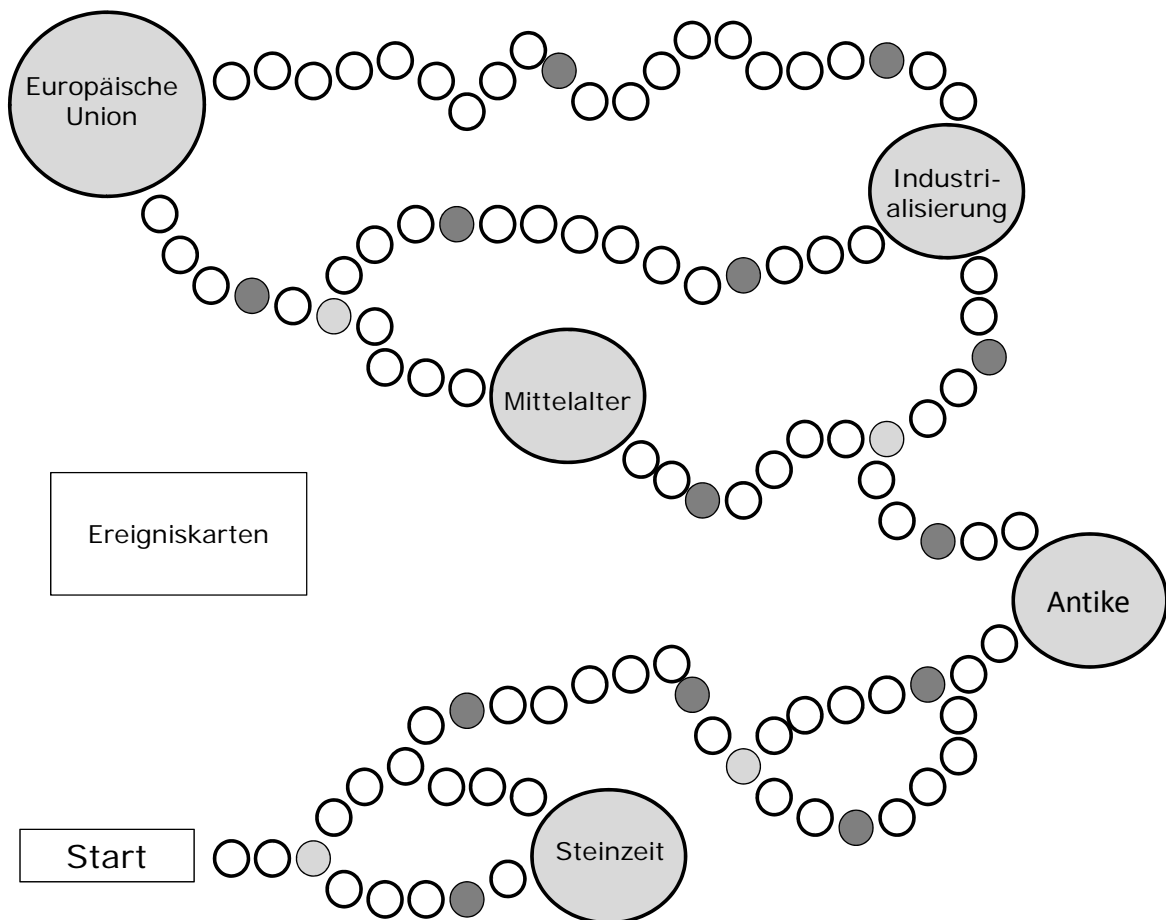 Europäische
Union
Industri-
alisierung
Mittelalter
Ereigniskarten
Antike
Start
Steinzeit